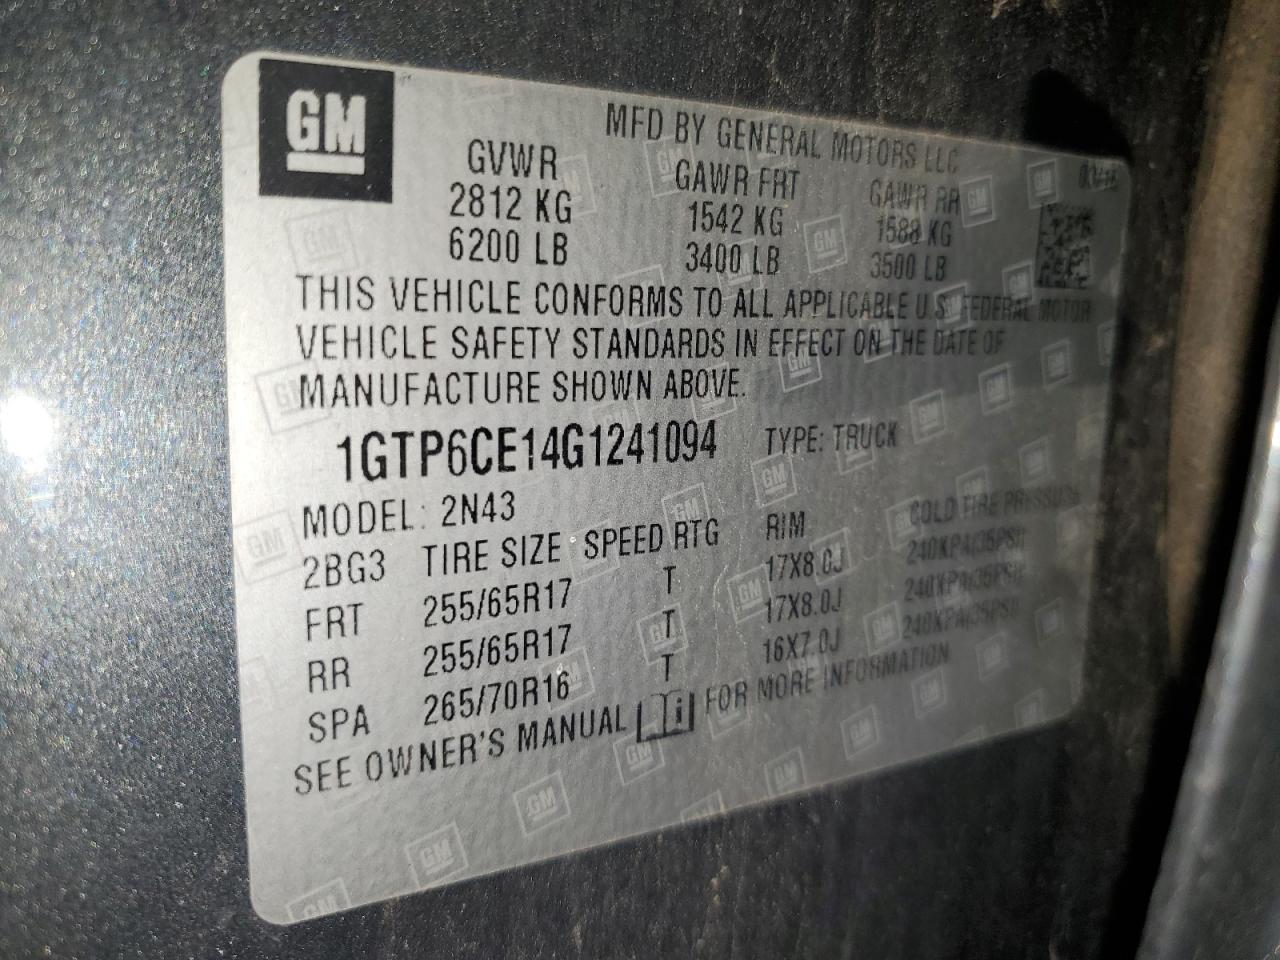 GM
MFD BY GENERAL MOTORS LLC
GVWR GAWR FRT GAWR RR
2812 KG 1542 KG 1588 KG
6200 LB 3400 LB 3500 LB
THIS VEHICLE CONFORMS TO ALL APPLICABLE U.S. FEDERAL MOTOR
VEHICLE SAFETY STANDARDS IN EFFECT ON THE DATE OF
MANUFACTURE SHOWN ABOVE.
1GTP6CE14G1241094 TYPE: TRUCK
MODEL: 2N43
2BG3 TIRE SIZE SPEED RTG RIM COLD TIRE PRESSURE
FRT 255/65R17 T 17X8.0J 240KPA(35PSI)
RR 255/65R17 T 17X8.0J 240KPA(35PSI)
SPA 265/70R16 T 16X7.0J 240KPA(35PSI)
SEE OWNER'S MANUAL i FOR MORE INFORMATION